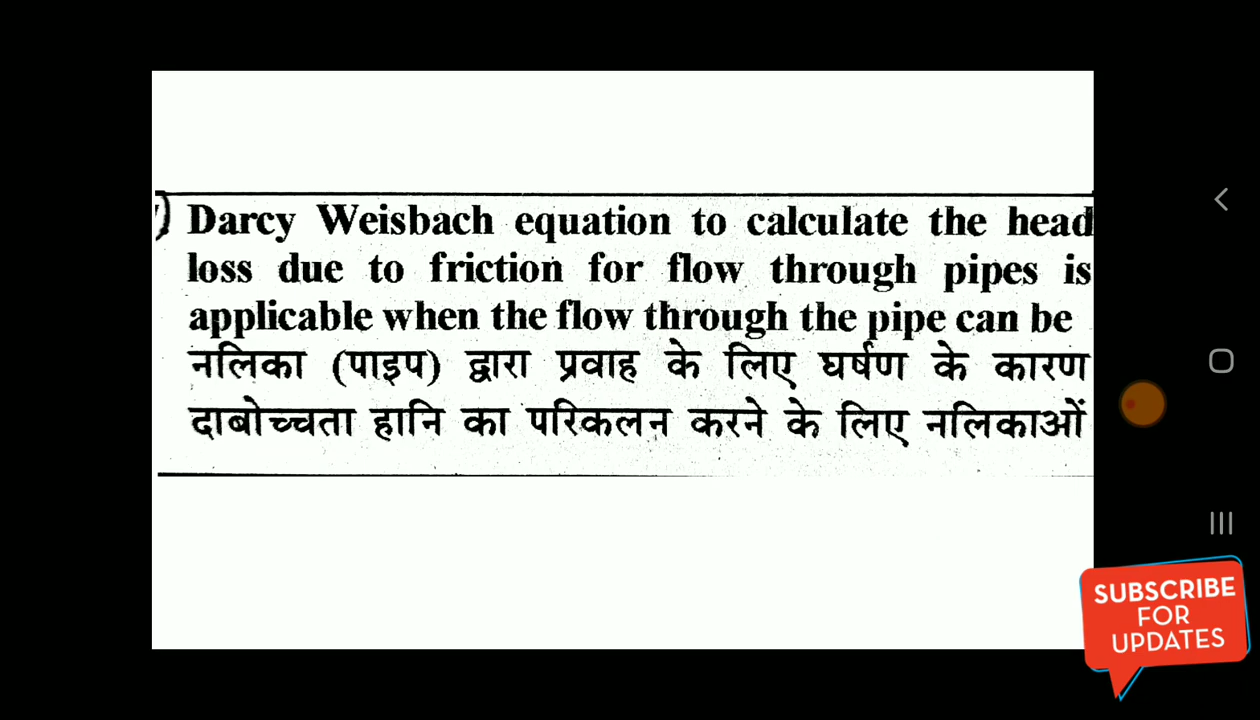 ) Darcy Weisbach equation to calculate the head
loss due to friction for flow through pipes is
applicable when the flow through the pipe can be
नलिका (पाइप) द्वारा प्रवाह के लिए घर्षण के कारण
दाबोच्चता हानि का परिकलन करने के लिए नलिकाओं
SUBSCRIBE
FOR
UPDATES